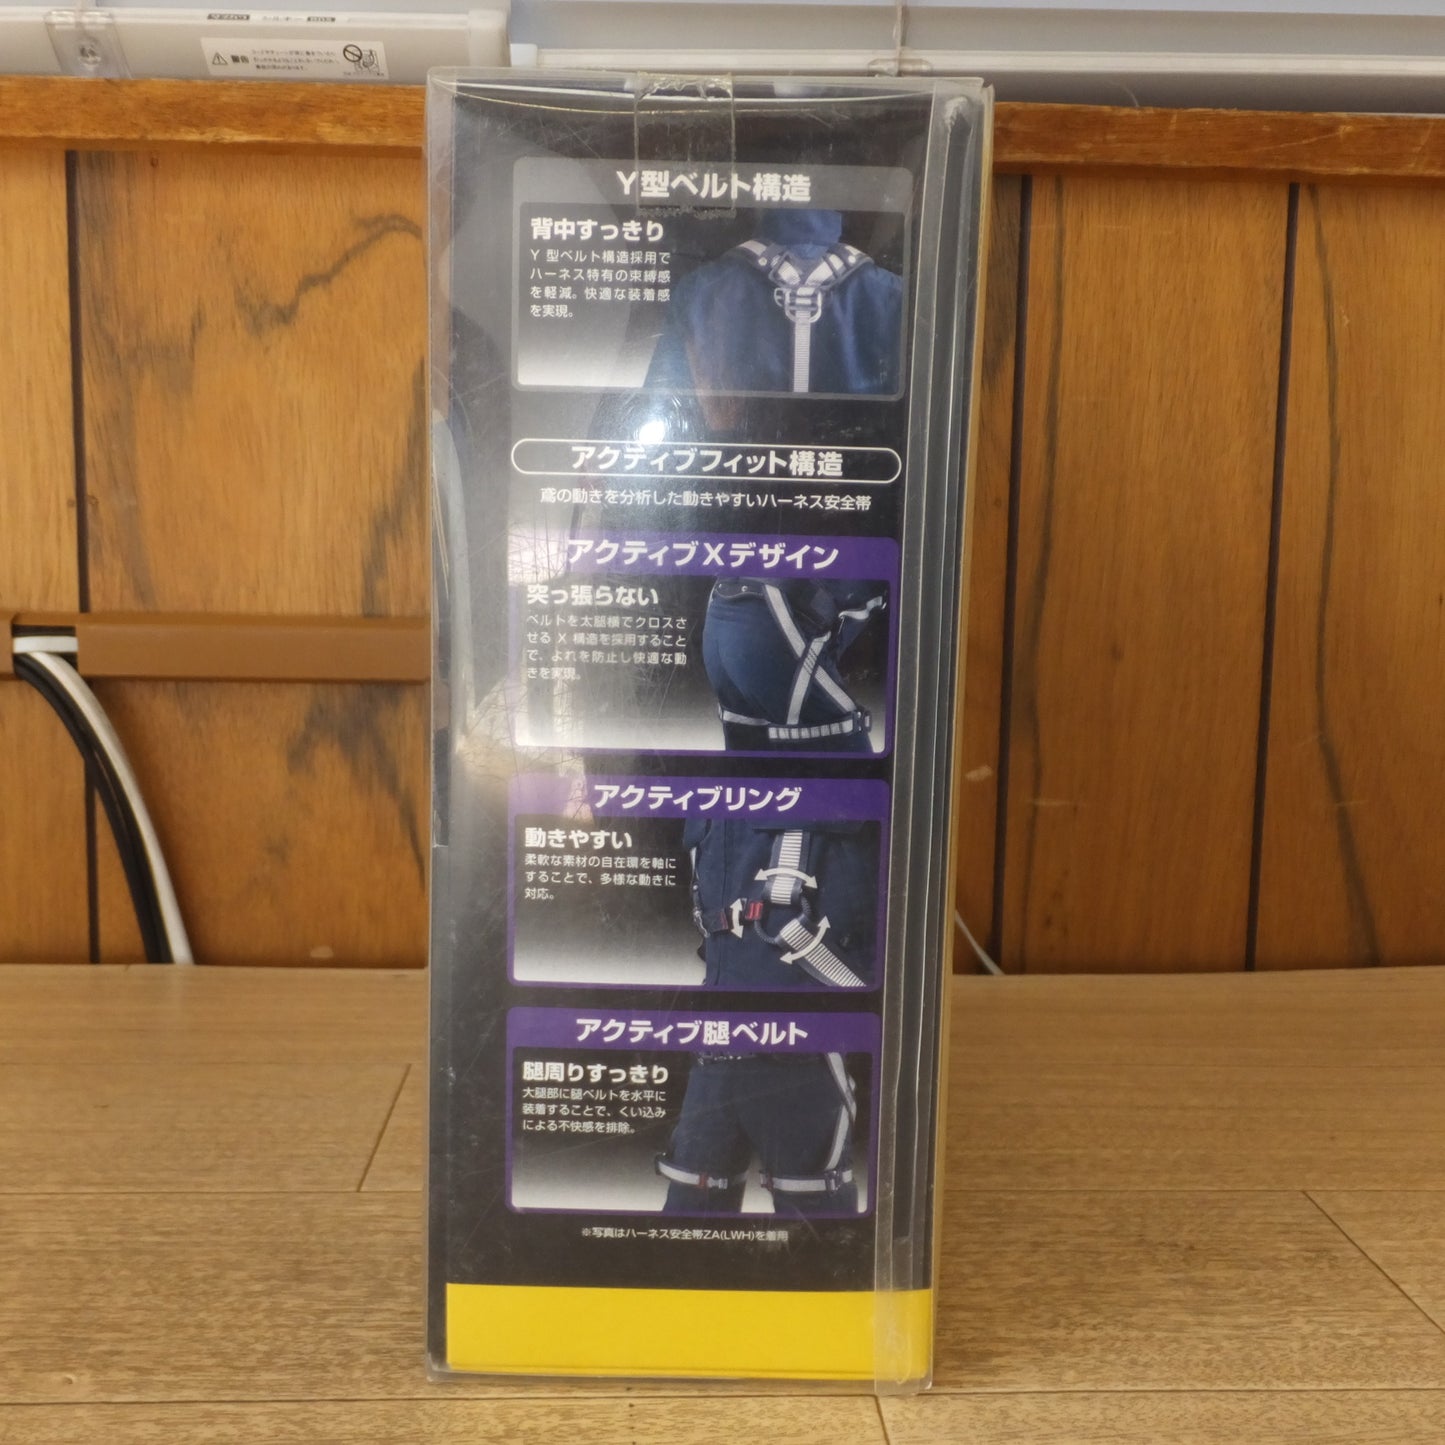 警告
Y型ベルト構造
背中すっきり
Y 型ベルト構造採用で
ハーネス特有の束縛感
を軽減。快適な装着感
を実現。
アクティブフィット構造
鳶の動きを分析した動きやすいハーネス安全帯
アクティブXデザイン
突っ張らない
ベルトを太腿横でクロスさ
せる X 構造を採用すること
で、よれを防止し快適な動
きを実現。
アクティブリング
動きやすい
柔軟な素材の自在環を軸に
することで、多様な動きに
対応。
アクティブ腿ベルト
腿周りすっきり
大腿部に腿ベルトを水平に
装着することで、くい込み
による不快感を排除。
※写真はハーネス安全帯ZA(LWH)を着用